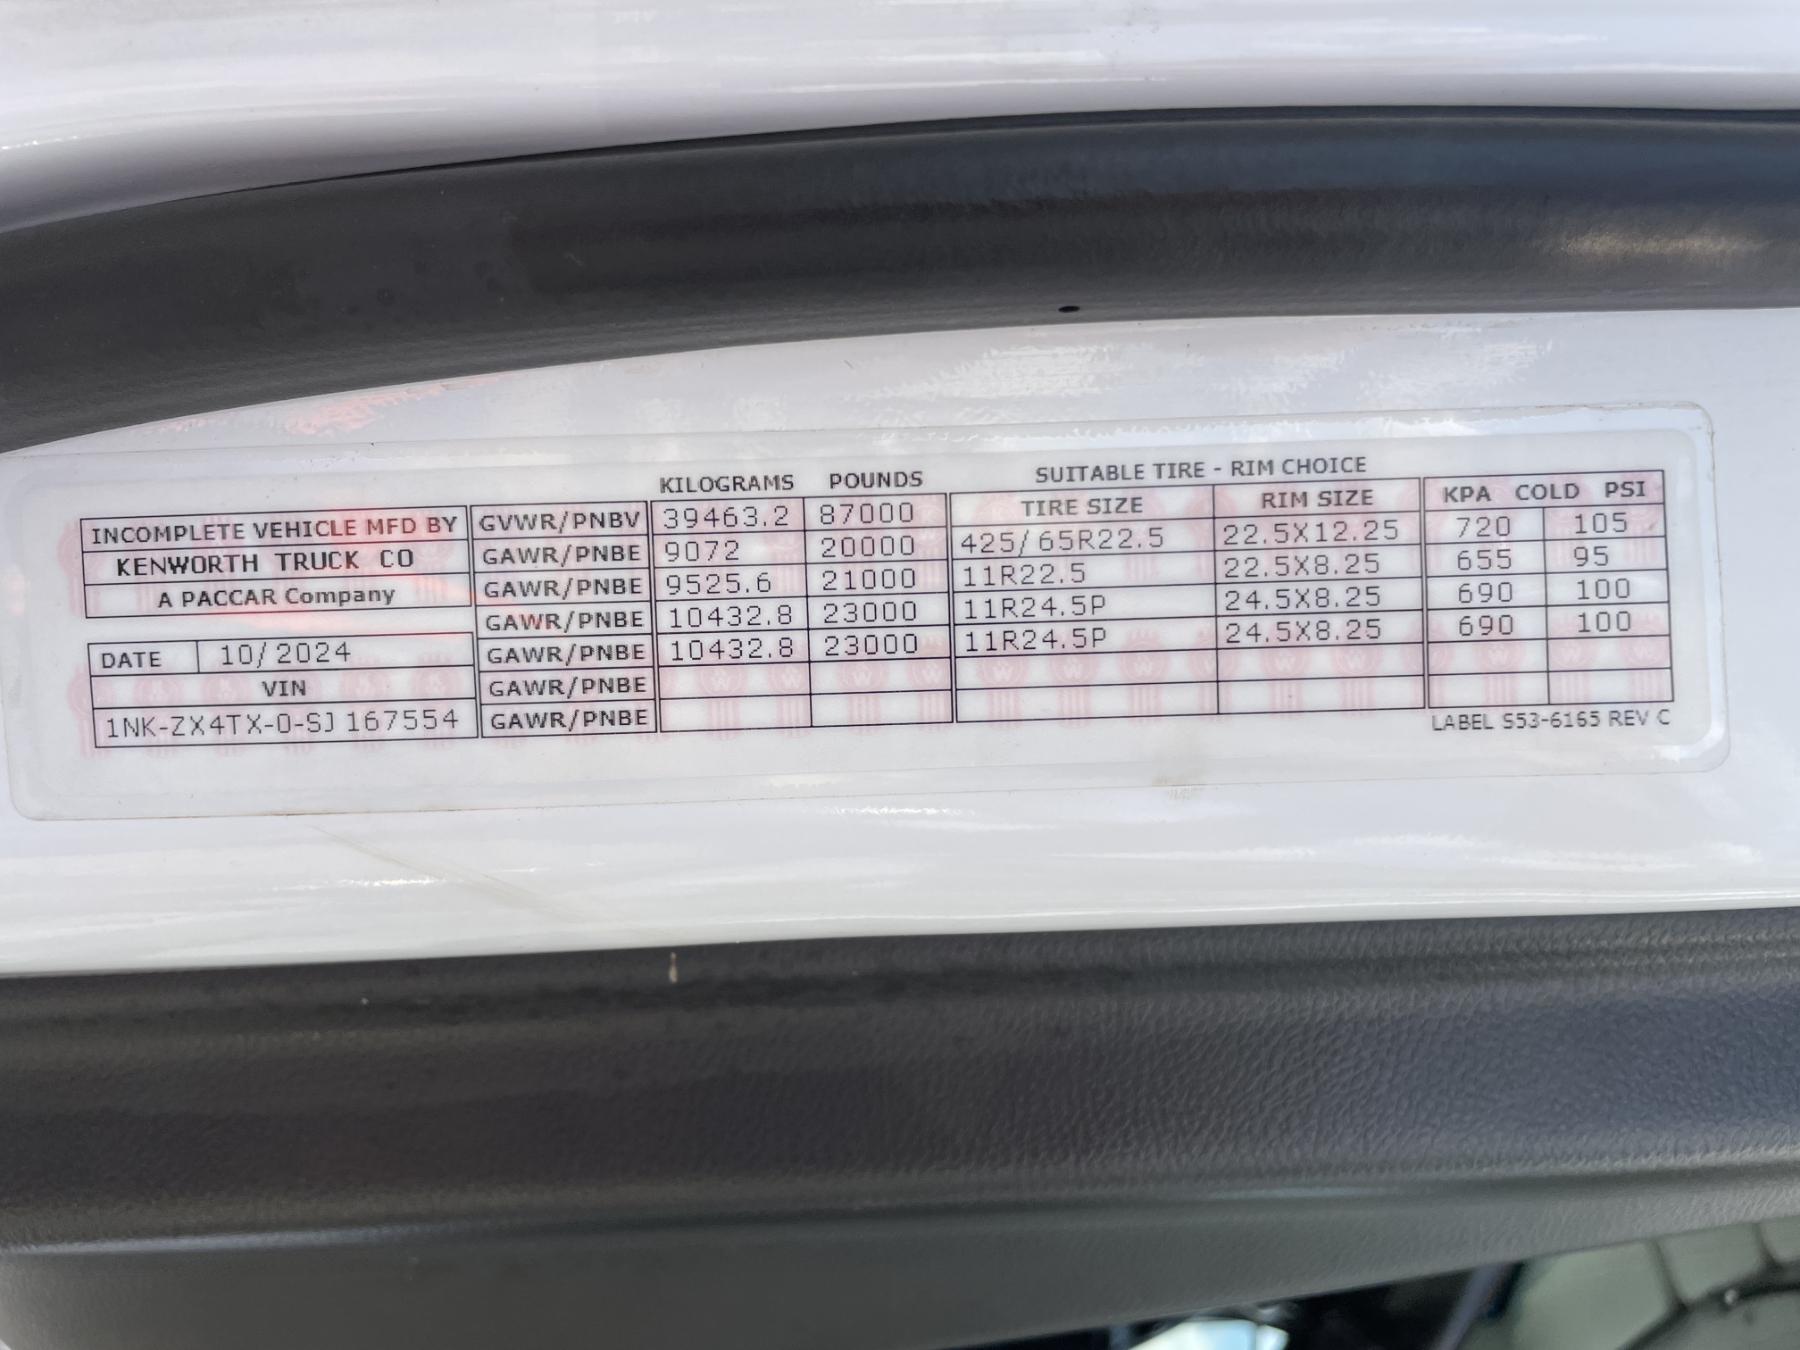 KILOGRAMS POUNDS SUITABLE TIRE - RIM CHOICE
INCOMPLETE VEHICLE MFD BY GVWR/PNBV 39463.2 87000 TIRE SIZE RIM SIZE KPA COLD PSI
KENWORTH TRUCK CO GAWR/PNBE 9072 20000 425/65R22.5 22.5X12.25 720 105
A PACCAR Company GAWR/PNBE 9525.6 21000 11R22.5 22.5X8.25 655 95
GAWR/PNBE 10432.8 23000 11R24.5P 24.5X8.25 690 100
DATE 10/2024 GAWR/PNBE 10432.8 23000 11R24.5P 24.5X8.25 690 100
VIN GAWR/PNBE
1NK-ZX4TX-0-SJ167554 GAWR/PNBE
LABEL S53-6165 REV C